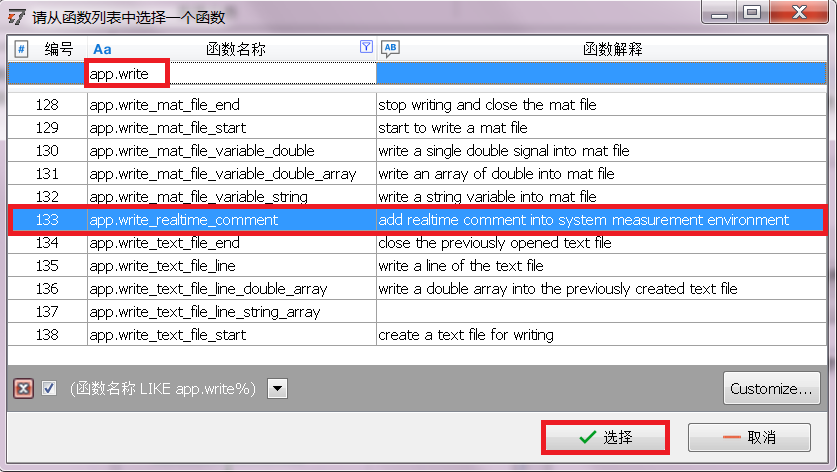 请从函数列表中选择一个函数
# 编号 Aa 函数名称 AB 函数解释
app.write
128 app.write_mat_file_end stop writing and close the mat file
129 app.write_mat_file_start start to write a mat file
130 app.write_mat_file_variable_double write a single double signal into mat file
131 app.write_mat_file_variable_double_array write an array of double into mat file
132 app.write_mat_file_variable_string write a string variable into mat file
133 app.write_realtime_comment add realtime comment into system measurement environment
134 app.write_text_file_end close the previously opened text file
135 app.write_text_file_line write a line of the text file
136 app.write_text_file_line_double_array write a double array into the previously created text file
137 app.write_text_file_line_string_array
138 app.write_text_file_start create a text file for writing
(函数名称 LIKE app.write%) Customize...
选择 取消